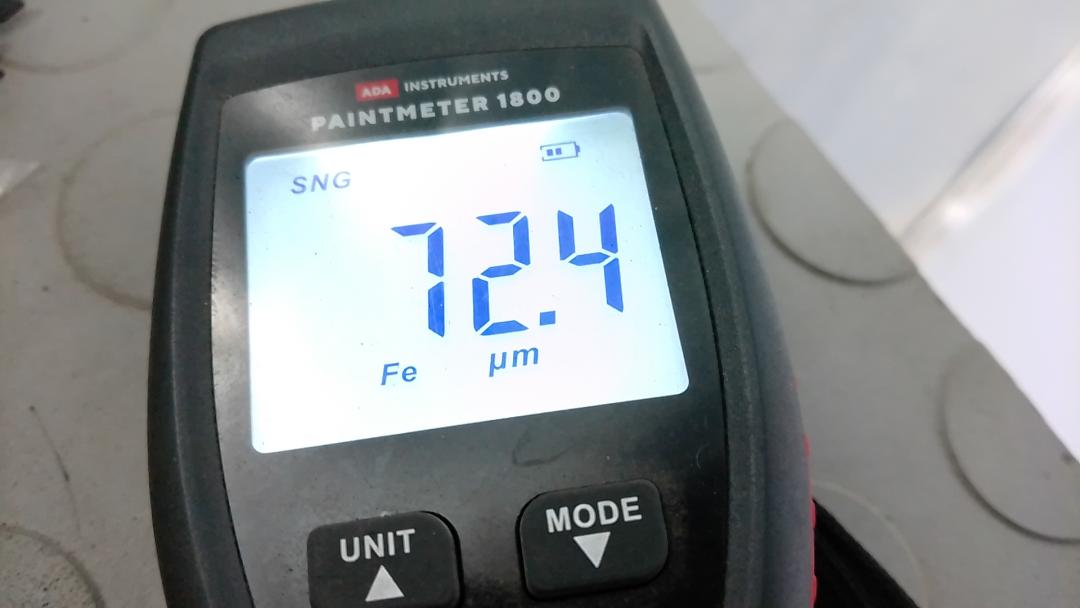 ADA INSTRUMENTS
PAINTMETER 1800
SNG
72.4
Fe µm
UNIT MODE